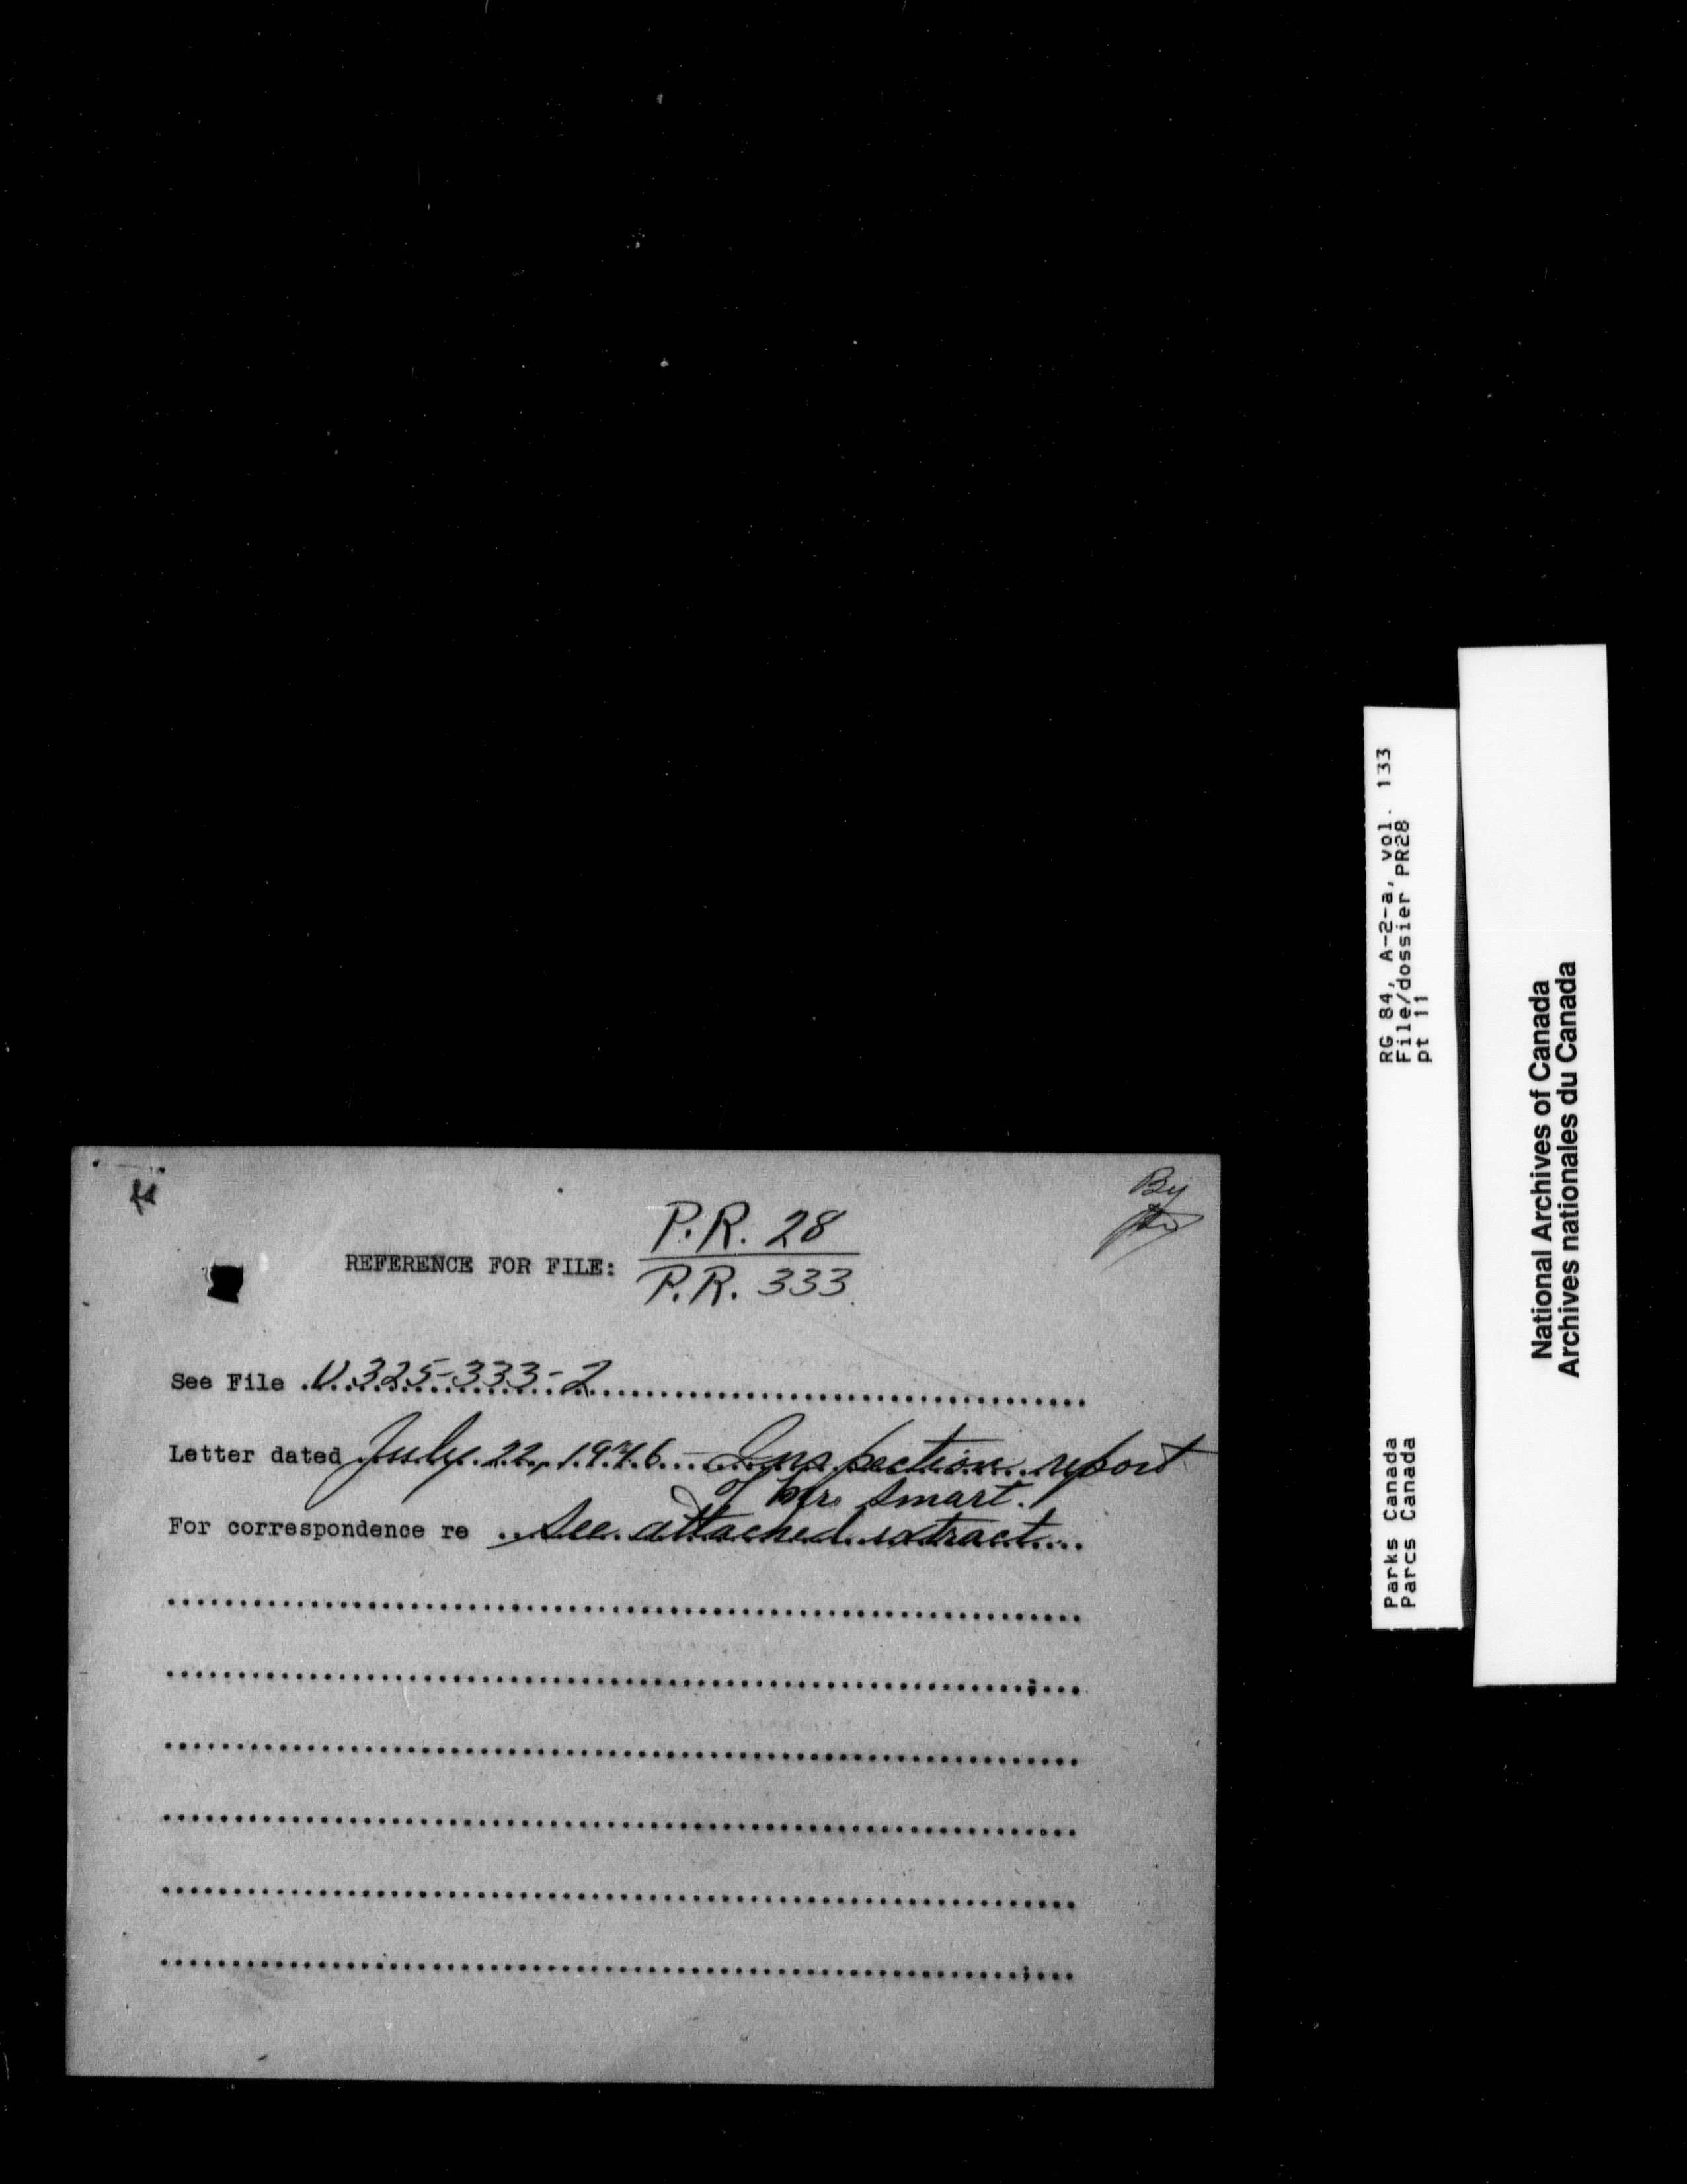 By
P.R. 28
REFERENCE FOR FILE:
P.R. 333
See File U.325-333-2
Letter dated July 22, 1946 - Inspection report
of Mr. Smart.
For correspondence re See attached extract
RG 84, A-2-a, vol. 133
File/dossier PR28
pt 11
Parks Canada
Parcs Canada
National Archives of Canada
Archives nationales du Canada